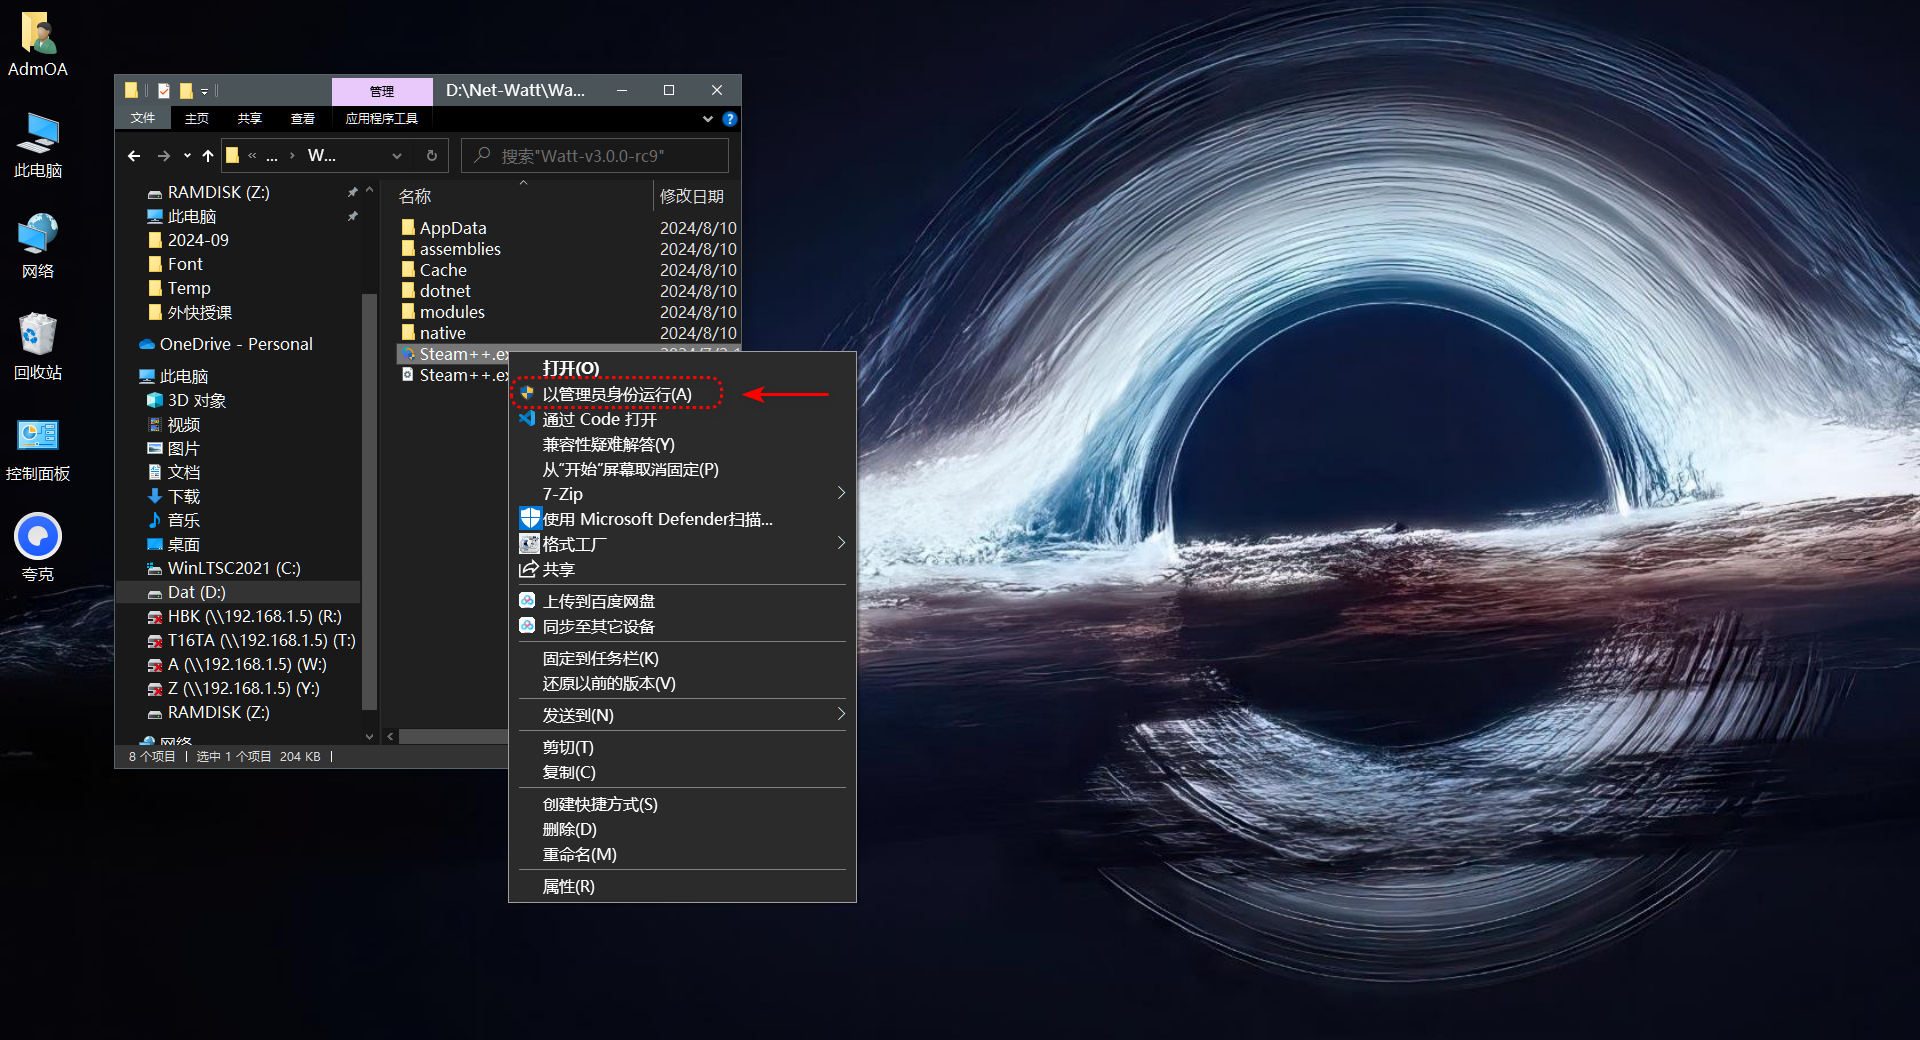 AdmOA
此电脑
网络
回收站
控制面板
夸克
管理
D:\Net-Watt\Wa...
文件
主页
共享
查看
应用程序工具
« ... › W...
搜索"Watt-v3.0.0-rc9"
RAMDISK (Z:)
此电脑
2024-09
Font
Temp
外快授课
OneDrive - Personal
此电脑
3D 对象
视频
图片
文档
下载
音乐
桌面
WinLTSC2021 (C:)
Dat (D:)
HBK (\\192.168.1.5) (R:)
T16TA (\\192.168.1.5) (T:)
A (\\192.168.1.5) (W:)
Z (\\192.168.1.5) (Y:)
RAMDISK (Z:)
网络
名称 修改日期
AppData 2024/8/10
assemblies 2024/8/10
Cache 2024/8/10
dotnet 2024/8/10
modules 2024/8/10
native 2024/8/10
Steam++.ex
Steam++.ex
8 个项目
选中 1 个项目 204 KB
打开(O)
以管理员身份运行(A)
通过 Code 打开
兼容性疑难解答(Y)
从"开始"屏幕取消固定(P)
7-Zip
使用 Microsoft Defender扫描...
格式工厂
共享
上传到百度网盘
同步至其它设备
固定到任务栏(K)
还原以前的版本(V)
发送到(N)
剪切(T)
复制(C)
创建快捷方式(S)
删除(D)
重命名(M)
属性(R)